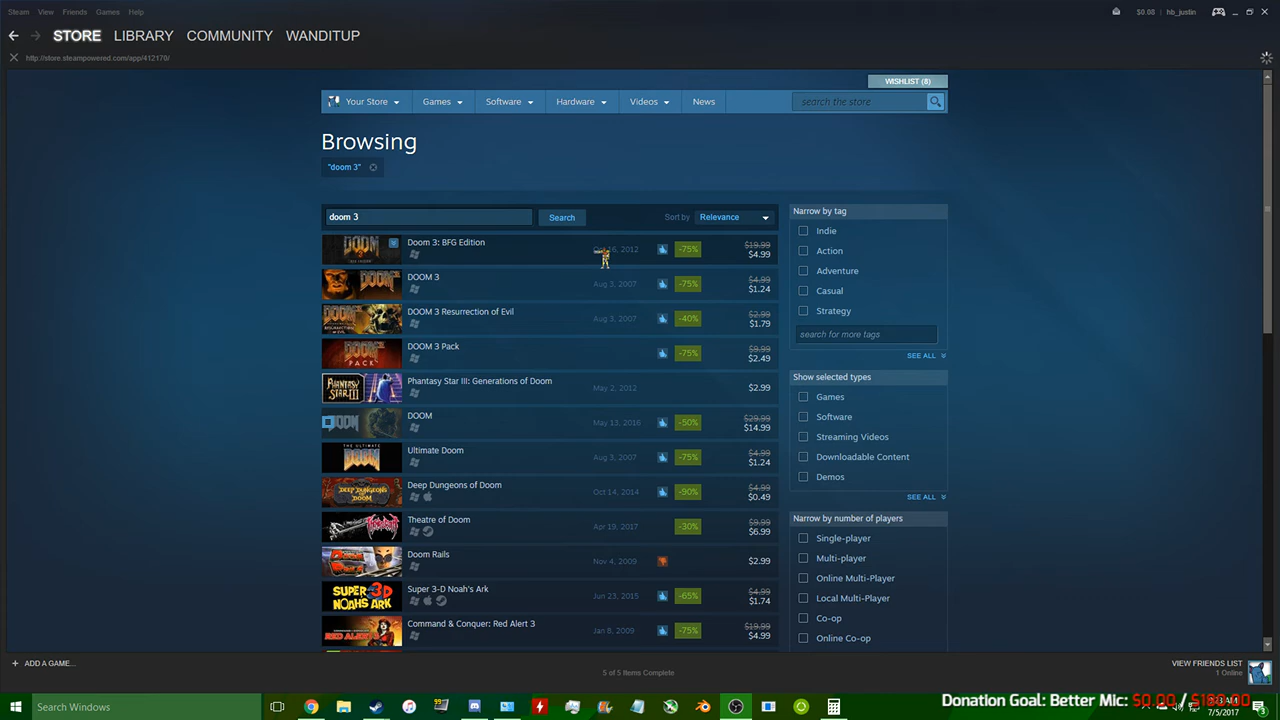 Steam View Friends Games Help $0.08 hb_justin
STORE LIBRARY COMMUNITY WANDITUP
http://store.steampowered.com/app/412170/
WISHLIST (8)
Your Store Games Software Hardware Videos News search the store
Browsing
"doom 3"
doom 3 Search Sort by Relevance
Doom 3: BFG Edition 2012 -75% $19.99 $4.99
DOOM 3 Aug 3, 2007 -75% $4.99 $1.24
DOOM 3 Resurrection of Evil Aug 3, 2007 -40% $2.99 $1.79
DOOM 3 Pack -75% $9.99 $2.49
Phantasy Star III: Generations of Doom May 2, 2012 $2.99
DOOM May 13, 2016 -50% $29.99 $14.99
Ultimate Doom Aug 3, 2007 -75% $4.99 $1.24
Deep Dungeons of Doom Oct 14, 2014 -90% $4.99 $0.49
Theatre of Doom Apr 19, 2017 -30% $9.99 $6.99
Doom Rails Nov 4, 2009 $2.99
Super 3-D Noah's Ark Jun 23, 2015 -65% $4.99 $1.74
Command & Conquer: Red Alert 3 Jan 8, 2009 -75% $19.99 $4.99
Narrow by tag
Indie
Action
Adventure
Casual
Strategy
search for more tags
SEE ALL
Show selected types
Games
Software
Streaming Videos
Downloadable Content
Demos
SEE ALL
Narrow by number of players
Single-player
Multi-player
Online Multi-Player
Local Multi-Player
Co-op
Online Co-op
+ ADD A GAME...
5 of 5 Items Complete
VIEW FRIENDS LIST
1 Online
Search Windows
Donation Goal: Better Mic: $0.00 / $180.00
7/5/2017